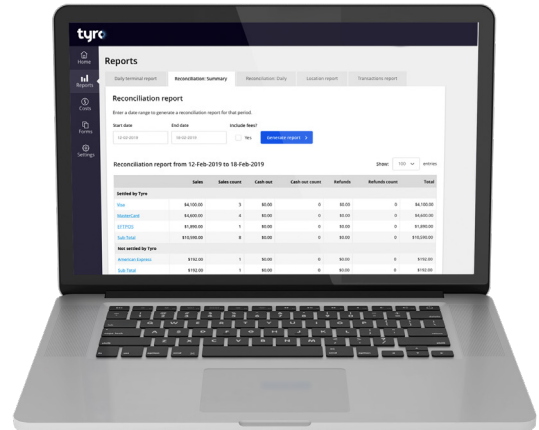 tyro
Home
Reports
Costs
Forms
Settings
Reports
Daily terminal report Reconciliation: Summary Reconciliation: Daily Location report Transactions report
Reconciliation report
Enter a date range to generate a reconciliation report for that period.
Start date End date Include fees?
12-02-2019 18-02-2019 Yes Generate report >
Reconciliation report from 12-Feb-2019 to 18-Feb-2019 Show: 100 entries
Sales Sales count Cash out Cash out count Refunds Refunds count Total
Settled by Tyro
Visa $4,100.00 3 $0.00 0 $0.00 0 $4,100.00
MasterCard $4,600.00 4 $0.00 0 $0.00 0 $4,600.00
EFTPOS $1,890.00 1 $0.00 0 $0.00 0 $1,890.00
Sub Total $10,590.00 8 $0.00 0 $0.00 0 $10,590.00
Not settled by Tyro
American Express $192.00 1 $0.00 0 $0.00 0 $192.00
Sub Total $192.00 1 $0.00 0 $0.00 0 $192.00